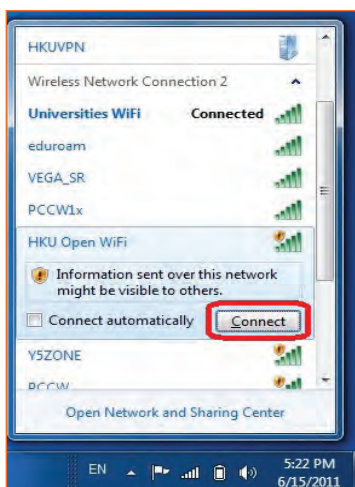 HKUVPN
Wireless Network Connection 2
Universities WiFi Connected
eduroam
VEGA_SR
PCCW1x
HKU Open WiFi
Information sent over this network
might be visible to others.
Connect automatically Connect
Y5ZONE
PCCW
Open Network and Sharing Center
EN 5:22 PM
6/15/2011